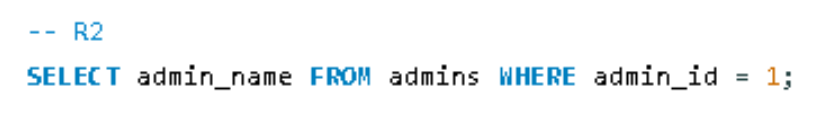 -- R2
SELECT admin_name FROM admins WHERE admin_id = 1;